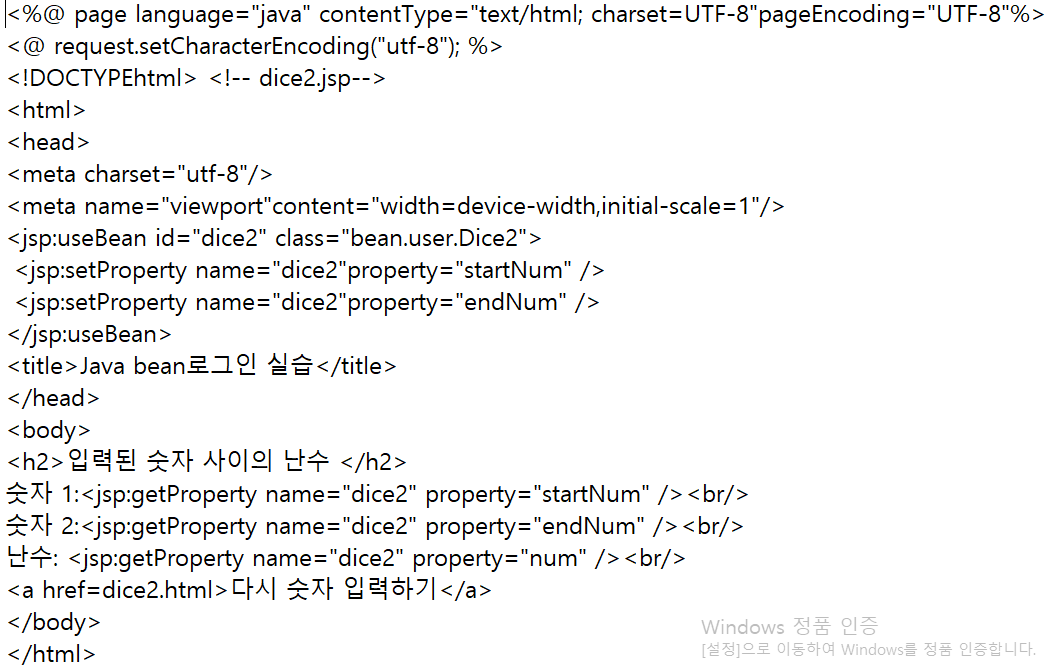 <%@ page language="java" contentType="text/html; charset=UTF-8"pageEncoding="UTF-8"%>
<@ request.setCharacterEncoding("utf-8"); %>
<!DOCTYPEhtml> <!-- dice2.jsp-->
<html>
<head>
<meta charset="utf-8"/>
<meta name="viewport"content="width=device-width,initial-scale=1"/>
<jsp:useBean id="dice2" class="bean.user.Dice2">
 <jsp:setProperty name="dice2"property="startNum" />
 <jsp:setProperty name="dice2"property="endNum" />
</jsp:useBean>
<title>Java bean로그인 실습</title>
</head>
<body>
<h2>입력된 숫자 사이의 난수 </h2>
숫자 1:<jsp:getProperty name="dice2" property="startNum" /><br/>
숫자 2:<jsp:getProperty name="dice2" property="endNum" /><br/>
난수: <jsp:getProperty name="dice2" property="num" /><br/>
<a href=dice2.html>다시 숫자 입력하기</a>
</body>
</html>
Windows 정품 인증
[설정]으로 이동하여 Windows를 정품 인증합니다.